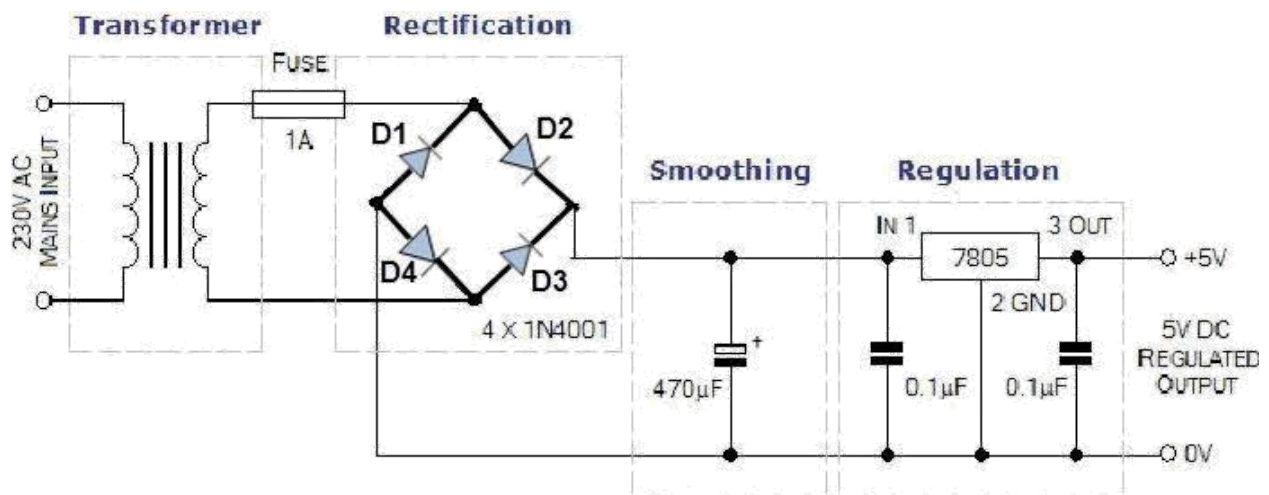 Transformer
Rectification
FUSE
1A
D1
D2
D4
D3
4 X 1N4001
230V AC
MAINS INPUT
Smoothing
470µF
+
Regulation
IN 1
3 OUT
7805
2 GND
0.1µF
0.1µF
+5V
5V DC
REGULATED
OUTPUT
0V